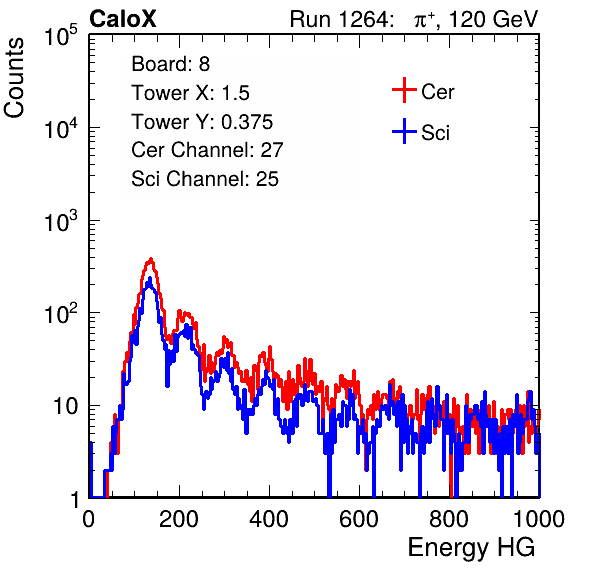 CaloX Run 1264: π⁺, 120 GeV
Counts
Board: 8
Tower X: 1.5
Tower Y: 0.375
Cer Channel: 27
Sci Channel: 25
Cer
Sci
10⁵
10⁴
10³
10²
10
1
0 200 400 600 800 1000
Energy HG